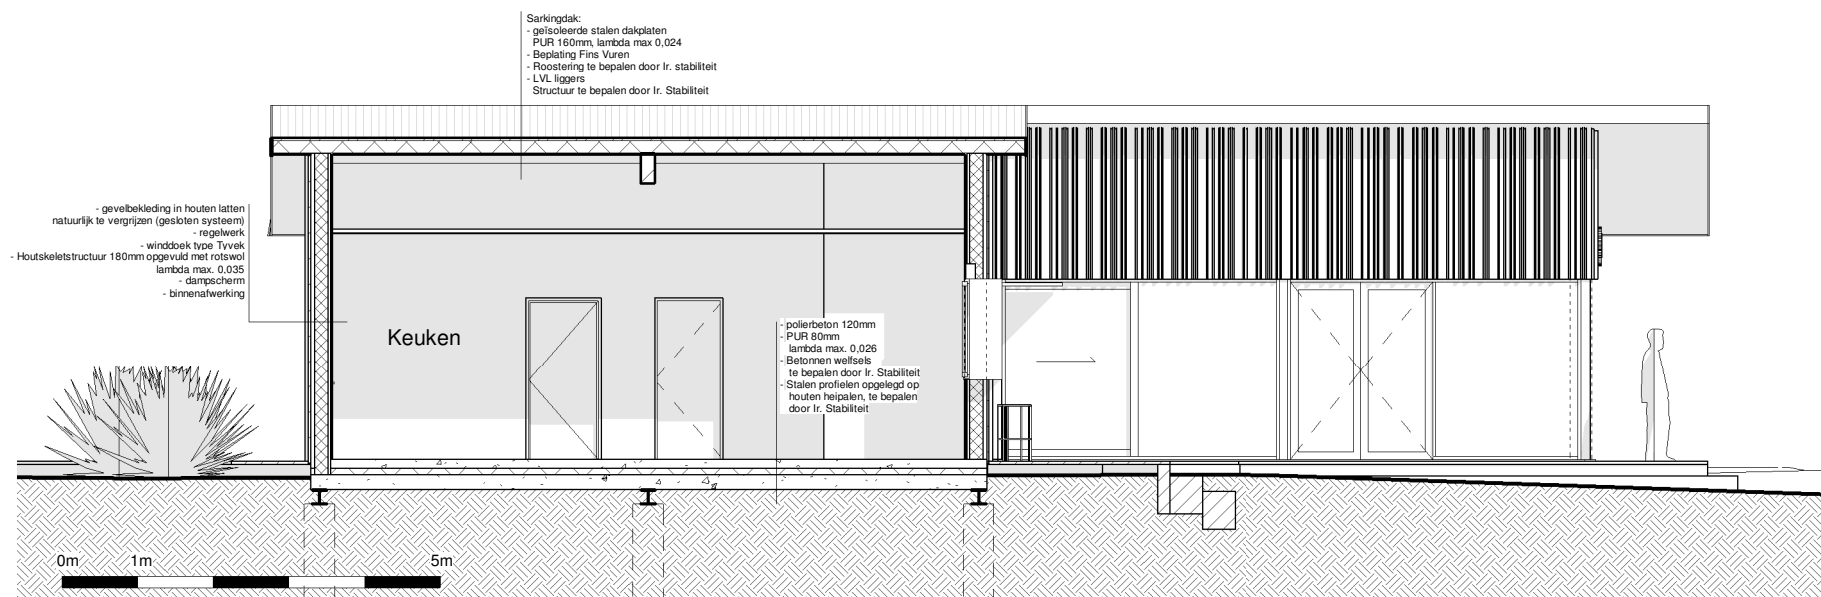 Sarkingdak:
- geïsoleerde stalen dakplaten
PUR 160mm, lambda max 0,024
- Beplating Fins Vuren
- Roostering te bepalen door Ir. stabiliteit
- LVL liggers
Structuur te bepalen door Ir. Stabiliteit
- gevelbekleding in houten latten
natuurlijk te vergrijzen (gesloten systeem)
- regelwerk
- winddoek type Tyvek
- Houtskeletstructuur 180mm opgevuld met rotswol
lambda max. 0,035
- dampscherm
- binnenafwerking
Keuken
- polierbeton 120mm
- PUR 80mm
lambda max. 0,026
- Betonnen welfsels
te bepalen door Ir. Stabiliteit
- Stalen profielen opgelegd op
houten heipalen, te bepalen
door Ir. Stabiliteit
0m 1m 5m